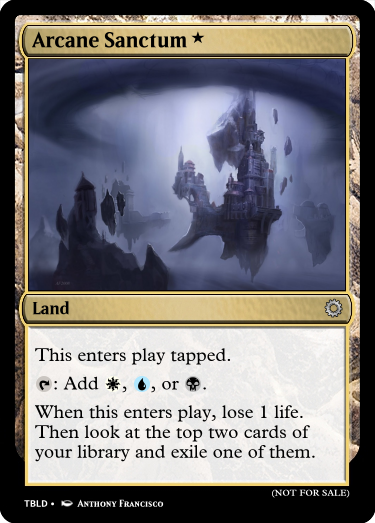 Arcane Sanctum ★
Land
This enters play tapped.
: Add , , or .
When this enters play, lose 1 life.
Then look at the top two cards of
your library and exile one of them.
(NOT FOR SALE)
TBLD • Anthony Francisco